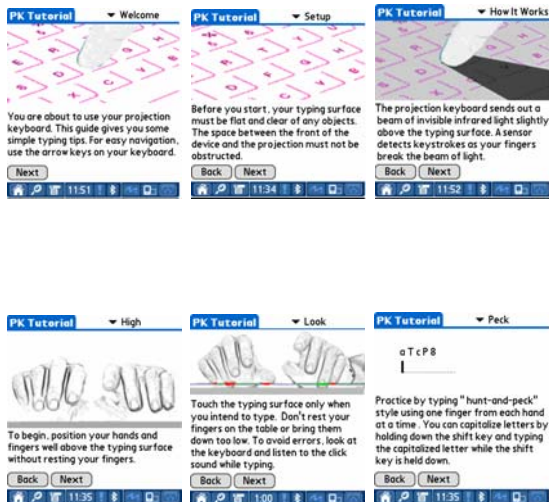 PK Tutorial Welcome
You are about to use your projection
keyboard. This guide gives you some
simple typing tips. For easy navigation,
use the arrow keys on your keyboard.
Next
11:51
PK Tutorial Setup
Before you start, your typing surface
must be flat and clear of any objects.
The space between the front of the
device and the projection must not be
obstructed.
Back Next
11:34
PK Tutorial How It Works
The projection keyboard sends out a
beam of invisible infrared light slightly
above the typing surface. A sensor
detects keystrokes as your fingers
break the beam of light.
Back Next
11:52
PK Tutorial High
To begin, position your hands and
fingers well above the typing surface
without resting your fingers.
Back Next
11:35
PK Tutorial Look
Touch the typing surface only when
you intend to type. Don't rest your
fingers on the table or bring them
down too low. To avoid errors, look at
the keyboard and listen to the click
sound while typing.
Back Next
1:00
PK Tutorial Peck
aTcP8
Practice by typing "hunt-and-peck"
style using one finger from each hand
at a time. You can capitalize letters by
holding down the shift key and typing
the capitalized letter while the shift
key is held down.
Back Next
11:35